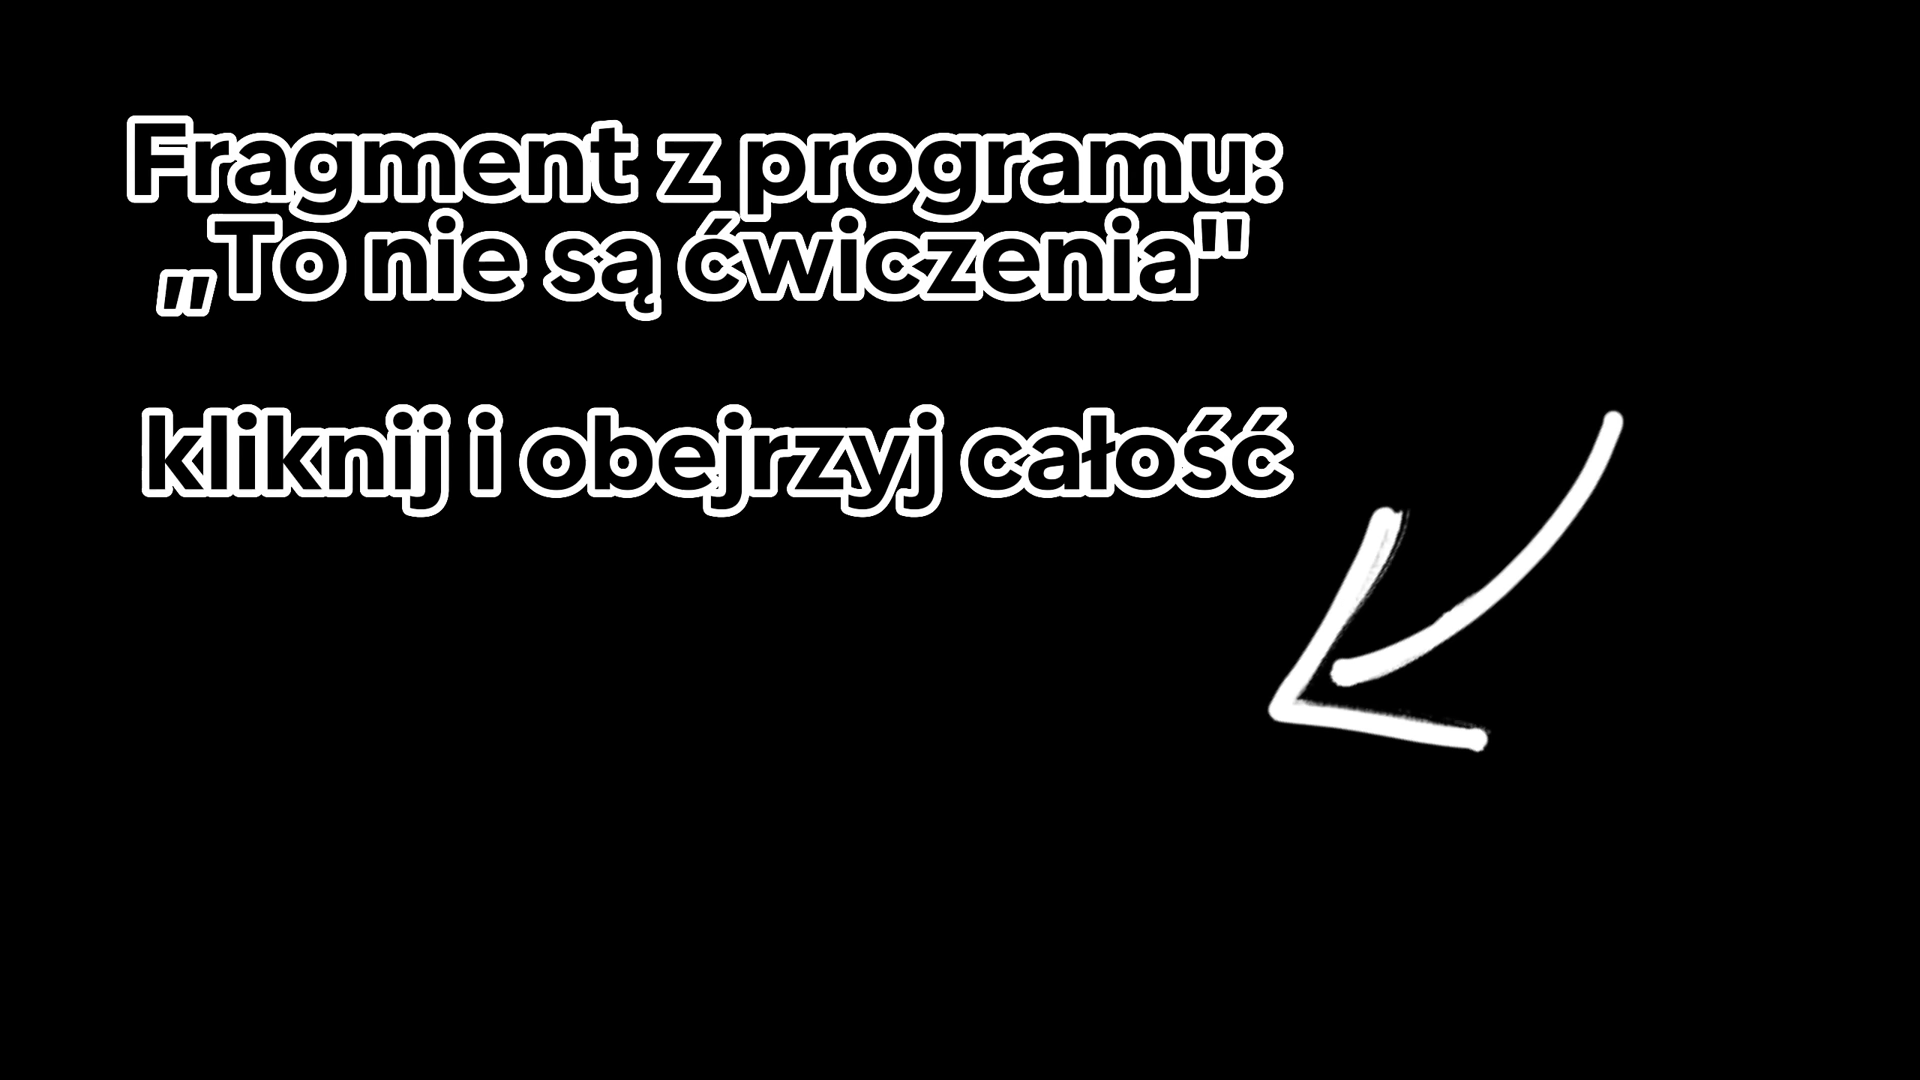 Fragment z programu:
„To nie są ćwiczenia"
kliknij i obejrzyj całość